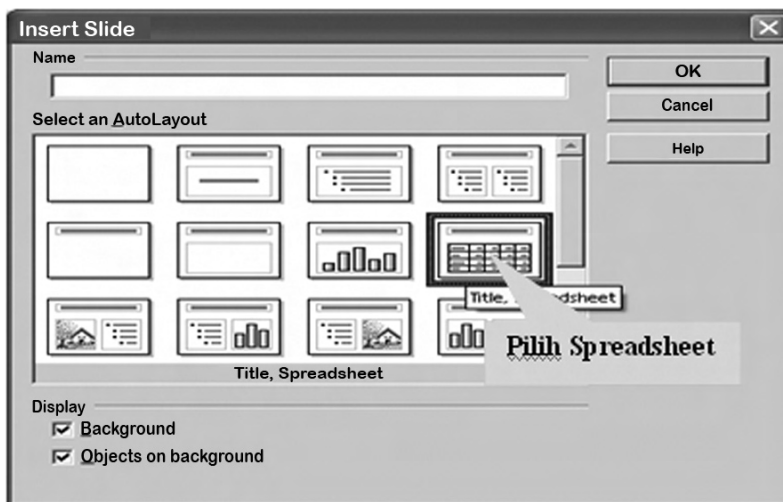 Insert Slide
Name
OK
Cancel
Select an AutoLayout
Help
Title, Spreadsheet
Pilih Spreadsheet
Title, Spreadsheet
Display
Background
Objects on background